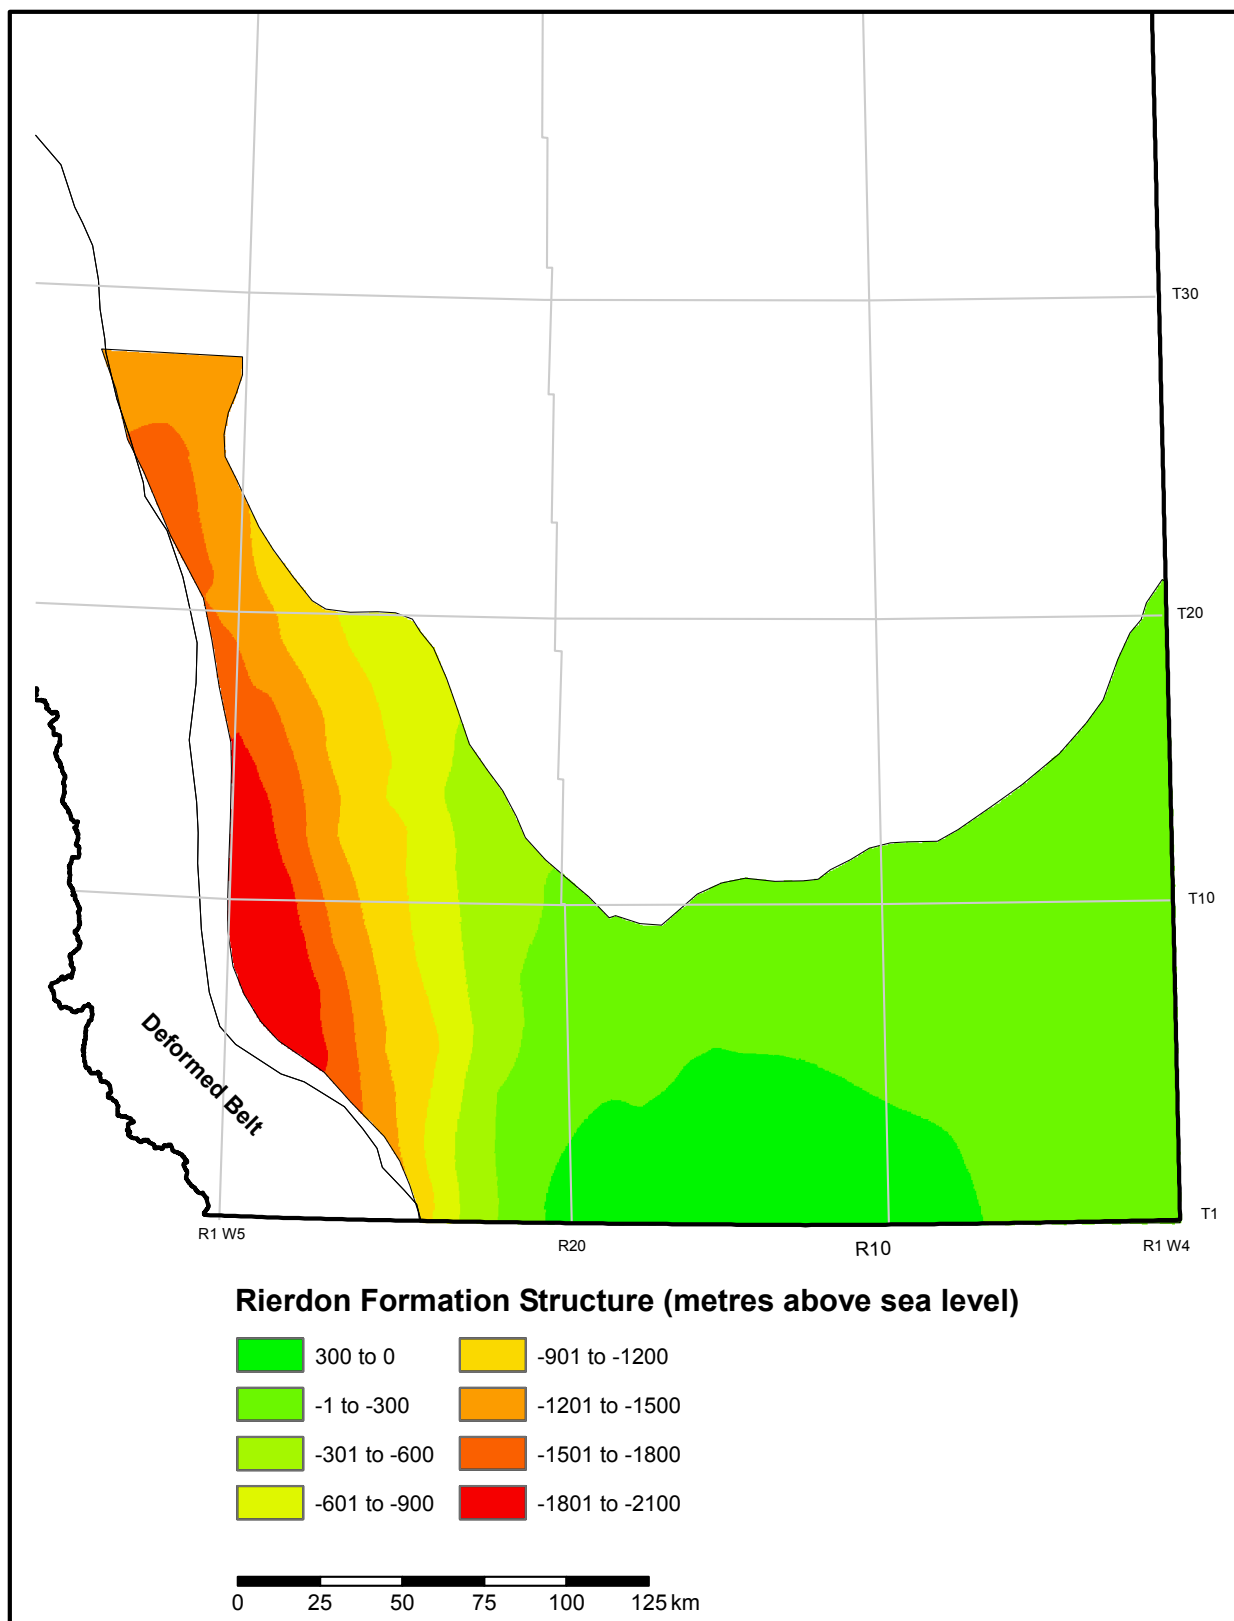 T30
T20
T10
Deformed Belt
T1
R1 W5
R20
R10
R1 W4
Rierdon Formation Structure (metres above sea level)
300 to 0
-901 to -1200
-1 to -300
-1201 to -1500
-301 to -600
-1501 to -1800
-601 to -900
-1801 to -2100
0 25 50 75 100 125 km